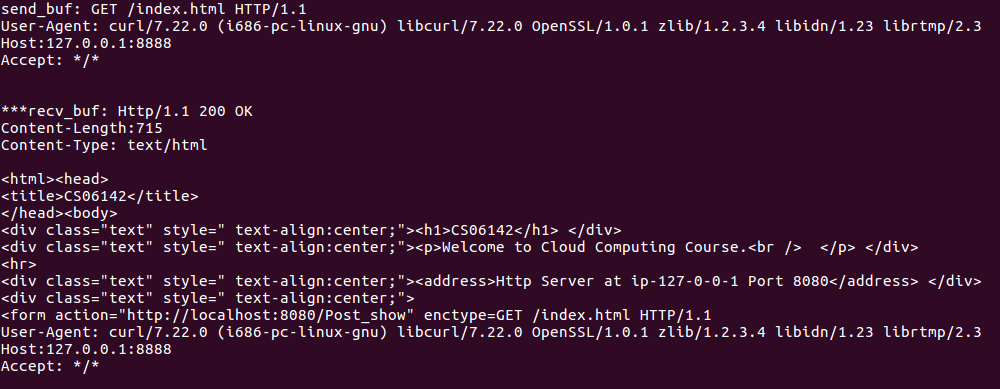 send_buf: GET /index.html HTTP/1.1
User-Agent: curl/7.22.0 (i686-pc-linux-gnu) libcurl/7.22.0 OpenSSL/1.0.1 zlib/1.2.3.4 libidn/1.23 librtmp/2.3
Host:127.0.0.1:8888
Accept: */*
***recv_buf: Http/1.1 200 OK
Content-Length:715
Content-Type: text/html
<html><head>
<title>CS06142</title>
</head><body>
<div class="text" style=" text-align:center;"><h1>CS06142</h1> </div>
<div class="text" style=" text-align:center;"><p>Welcome to Cloud Computing Course.<br />  </p> </div>
<hr>
<div class="text" style=" text-align:center;"><address>Http Server at ip-127-0-0-1 Port 8080</address> </div>
<div class="text" style=" text-align:center;">
<form action="http://localhost:8080/Post_show" enctype=GET /index.html HTTP/1.1
User-Agent: curl/7.22.0 (i686-pc-linux-gnu) libcurl/7.22.0 OpenSSL/1.0.1 zlib/1.2.3.4 libidn/1.23 librtmp/2.3
Host:127.0.0.1:8888
Accept: */*